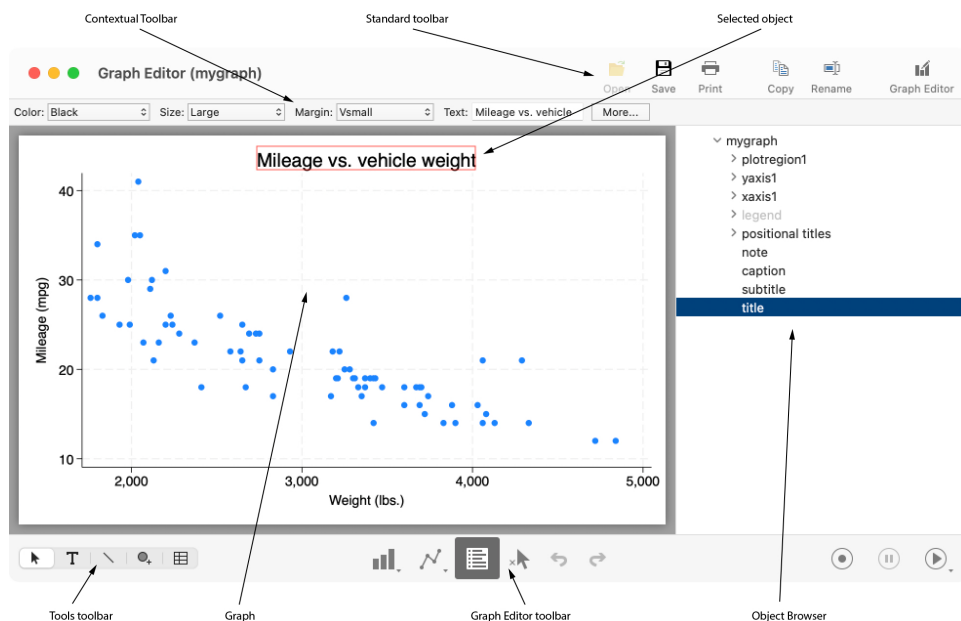 Contextual Toolbar Standard toolbar Selected object
Graph Editor (mygraph)
Open Save Print Copy Rename Graph Editor
Color: Black Size: Large Margin: Vsmall Text: Mileage vs. vehicle More...
Mileage vs. vehicle weight
mygraph
plotregion1
yaxis1
xaxis1
legend
positional titles
note
caption
subtitle
title
40
30
20
10
Mileage (mpg)
2,000 3,000 4,000 5,000
Weight (lbs.)
T
Tools toolbar Graph Graph Editor toolbar Object Browser